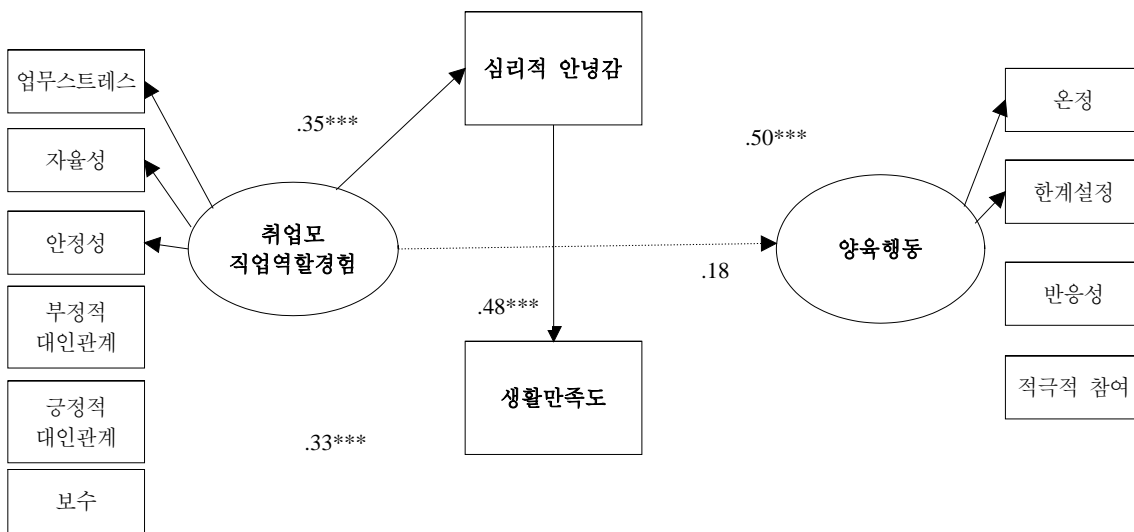 업무스트레스
자율성
안정성
부정적
대인관계
긍정적
대인관계
보수
.35***
취업모
직업역할경험
.33***
심리적 안녕감
.48***
생활만족도
.50***
.18
양육행동
온정
한계설정
반응성
적극적 참여